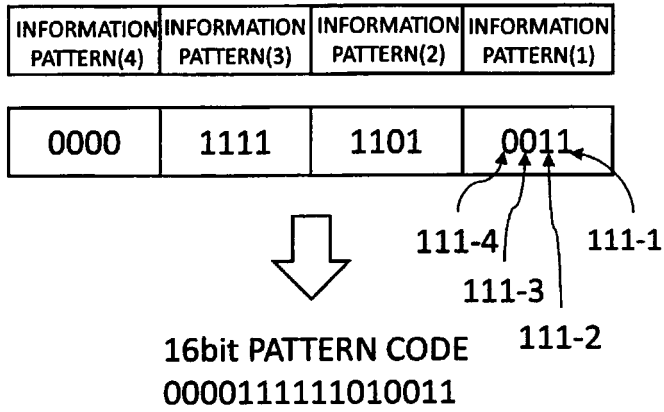 INFORMATION PATTERN(4) INFORMATION PATTERN(3) INFORMATION PATTERN(2) INFORMATION PATTERN(1)
0000 1111 1101 0011
111-4 111-1
111-3
111-2
16bit PATTERN CODE
0000111111010011